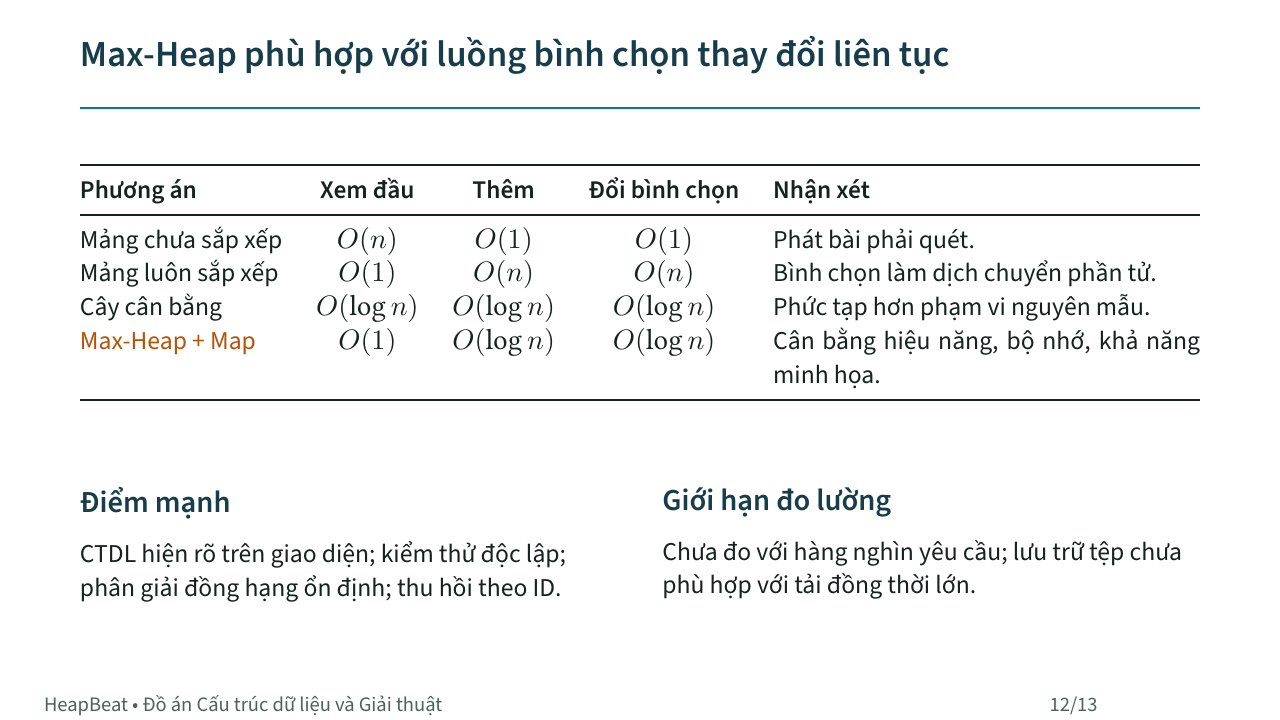 Max-Heap phù hợp với luồng bình chọn thay đổi liên tục
Phương án Xem đầu Thêm Đổi bình chọn Nhận xét
Mảng chưa sắp xếp O(n) O(1) O(1) Phát bài phải quét.
Mảng luôn sắp xếp O(1) O(n) O(n) Bình chọn làm dịch chuyển phần tử.
Cây cân bằng O(log n) O(log n) O(log n) Phức tạp hơn phạm vi nguyên mẫu.
Max-Heap + Map O(1) O(log n) O(log n) Cân bằng hiệu năng, bộ nhớ, khả năng
minh họa.
Điểm mạnh
CTDL hiện rõ trên giao diện; kiểm thử độc lập;
phân giải đồng hạng ổn định; thu hồi theo ID.
Giới hạn đo lường
Chưa đo với hàng nghìn yêu cầu; lưu trữ tệp chưa
phù hợp với tải đồng thời lớn.
HeapBeat • Đồ án Cấu trúc dữ liệu và Giải thuật 12/13